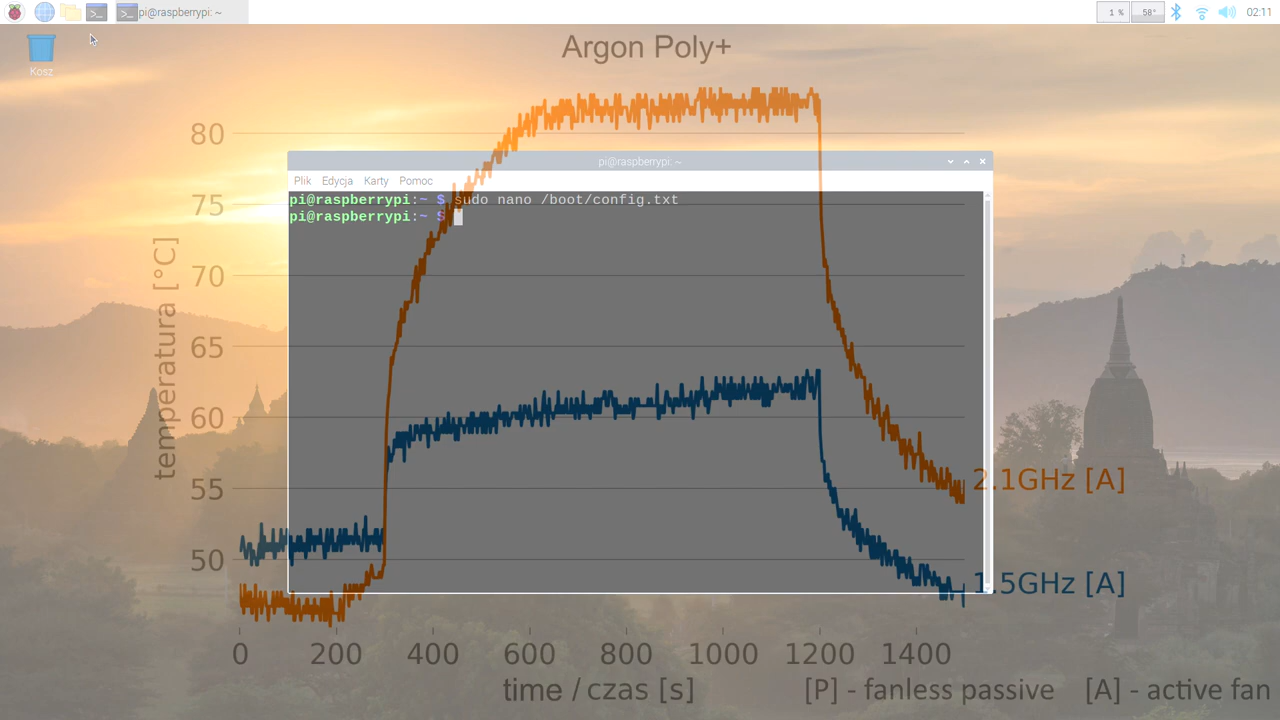 pi@raspberrypi: ~
1 %
58°
02:11
Kosz
Argon Poly+
pi@raspberrypi: ~
Plik Edycja Karty Pomoc
pi@raspberrypi:~ $ sudo nano /boot/config.txt
pi@raspberrypi:~ $
temperatura [°C]
80
75
70
65
60
55
50
2.1GHz [A]
1.5GHz [A]
0 200 400 600 800 1000 1200 1400
time / czas [s]
[P] - fanless passive [A] - active fan